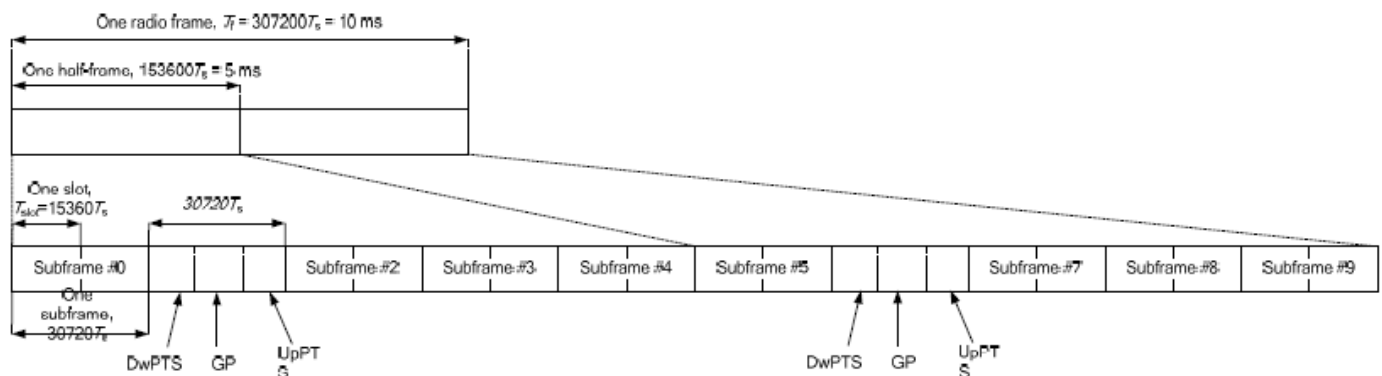 One radio frame, Tf = 307200Ts = 10 ms
One half-frame, 153600Ts = 5 ms
One slot,
Tslot=15360Ts
30720Ts
Subframe #0
Subframe #2
Subframe #3
Subframe #4
Subframe #5
Subframe #7
Subframe #8
Subframe #9
One
subframe,
30720Ts
DwPTS
GP
UpPT
S
DwPTS
GP
UpPT
S